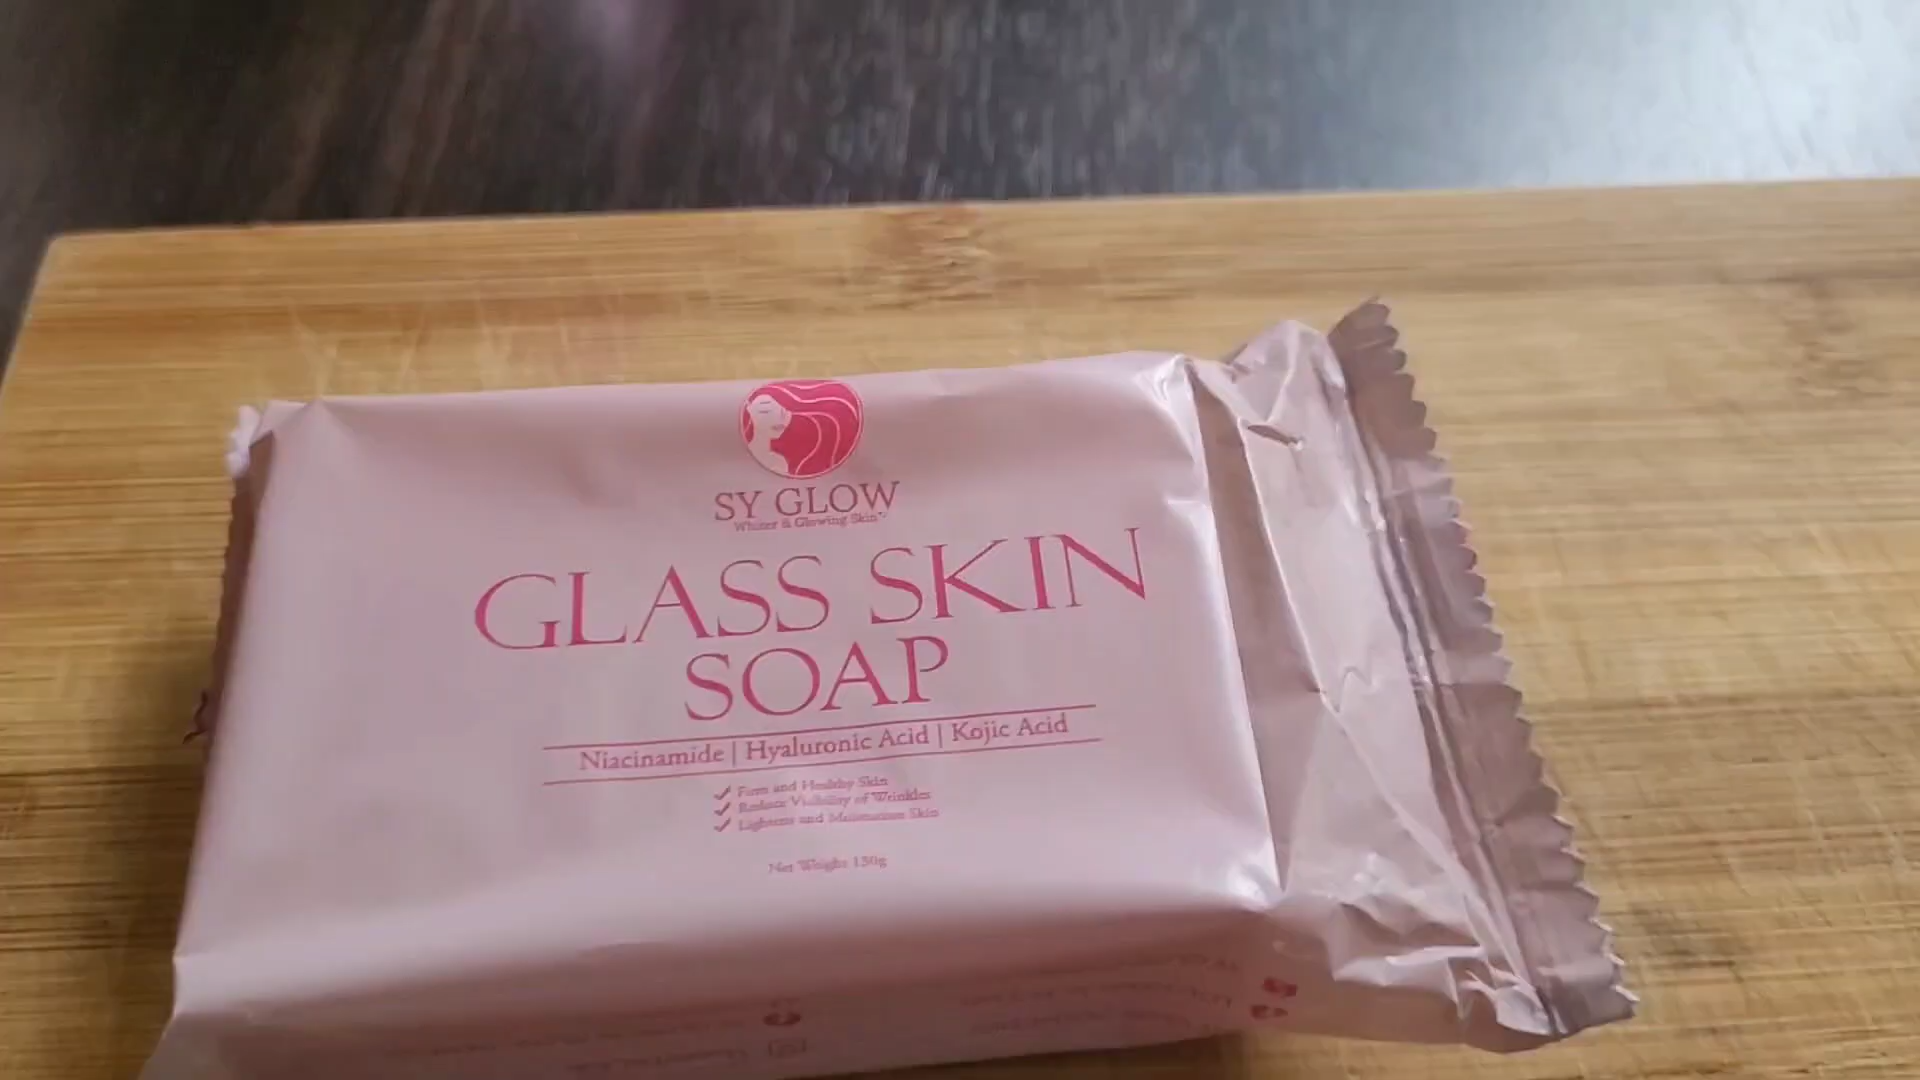 SY GLOW
Whiter & Glowing Skin
GLASS SKIN
SOAP
Niacinamide | Hyaluronic Acid | Kojic Acid
✓ Firm and Healthy Skin
✓ Reduce Visibility of Wrinkles
✓ Lightens and Moisturizes Skin
Net Weight 150g